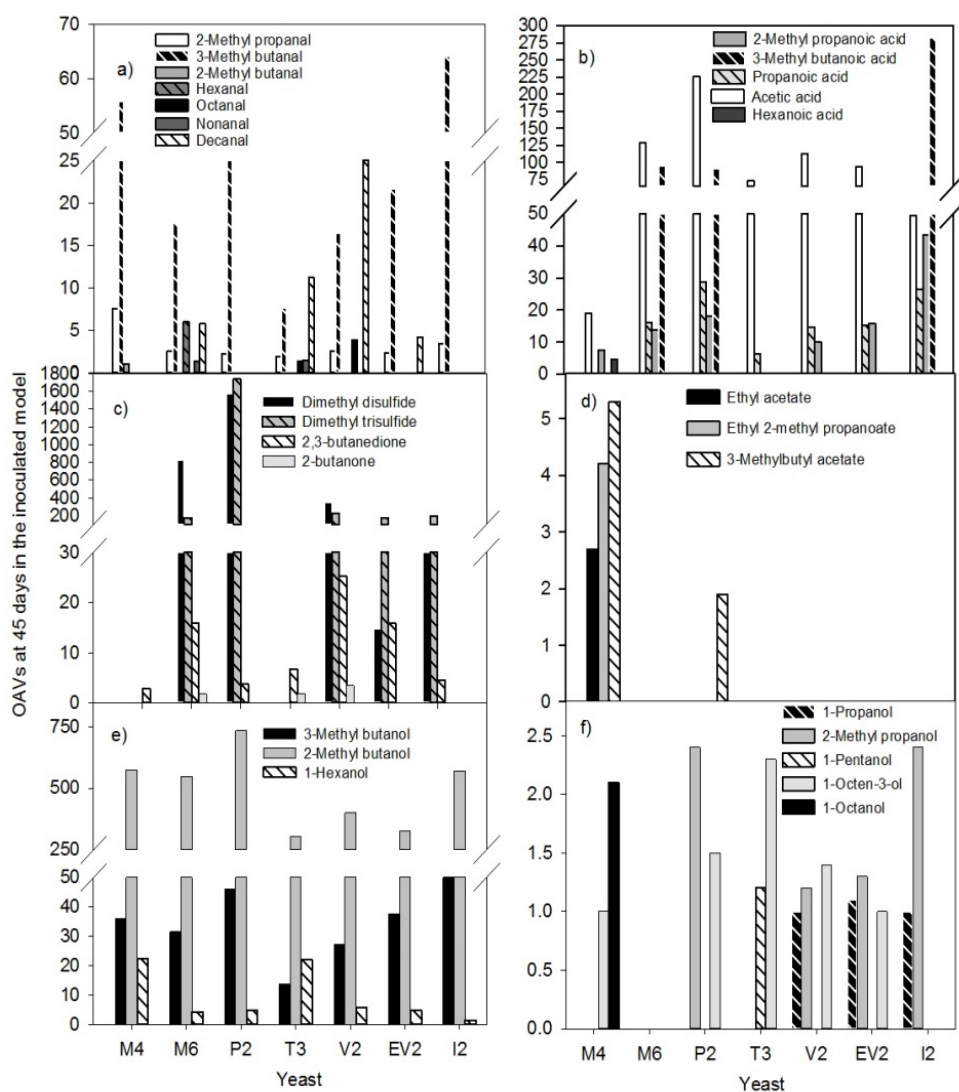 OAVs at 45 days in the inoculated model
a)
2-Methyl propanal
3-Methyl butanal
2-Methyl butanal
Hexanal
Octanal
Nonanal
Decanal
70
60
50
25
20
15
10
5
b)
2-Methyl propanoic acid
3-Methyl butanoic acid
Propanoic acid
Acetic acid
Hexanoic acid
300
275
250
225
200
175
150
125
100
75
50
40
30
20
10
0
c)
Dimethyl disulfide
Dimethyl trisulfide
2,3-butanedione
2-butanone
1800
1600
1400
1200
1000
800
600
400
200
30
20
10
0
d)
Ethyl acetate
Ethyl 2-methyl propanoate
3-Methylbutyl acetate
5
4
3
2
1
0
e)
3-Methyl butanol
2-Methyl butanol
1-Hexanol
750
500
250
50
40
30
20
10
0
M4 M6 P2 T3 V2 EV2 I2
Yeast
f)
1-Propanol
2-Methyl propanol
1-Pentanol
1-Octen-3-ol
1-Octanol
2.5
2.0
1.5
1.0
0.5
0.0
M4 M6 P2 T3 V2 EV2 I2
Yeast